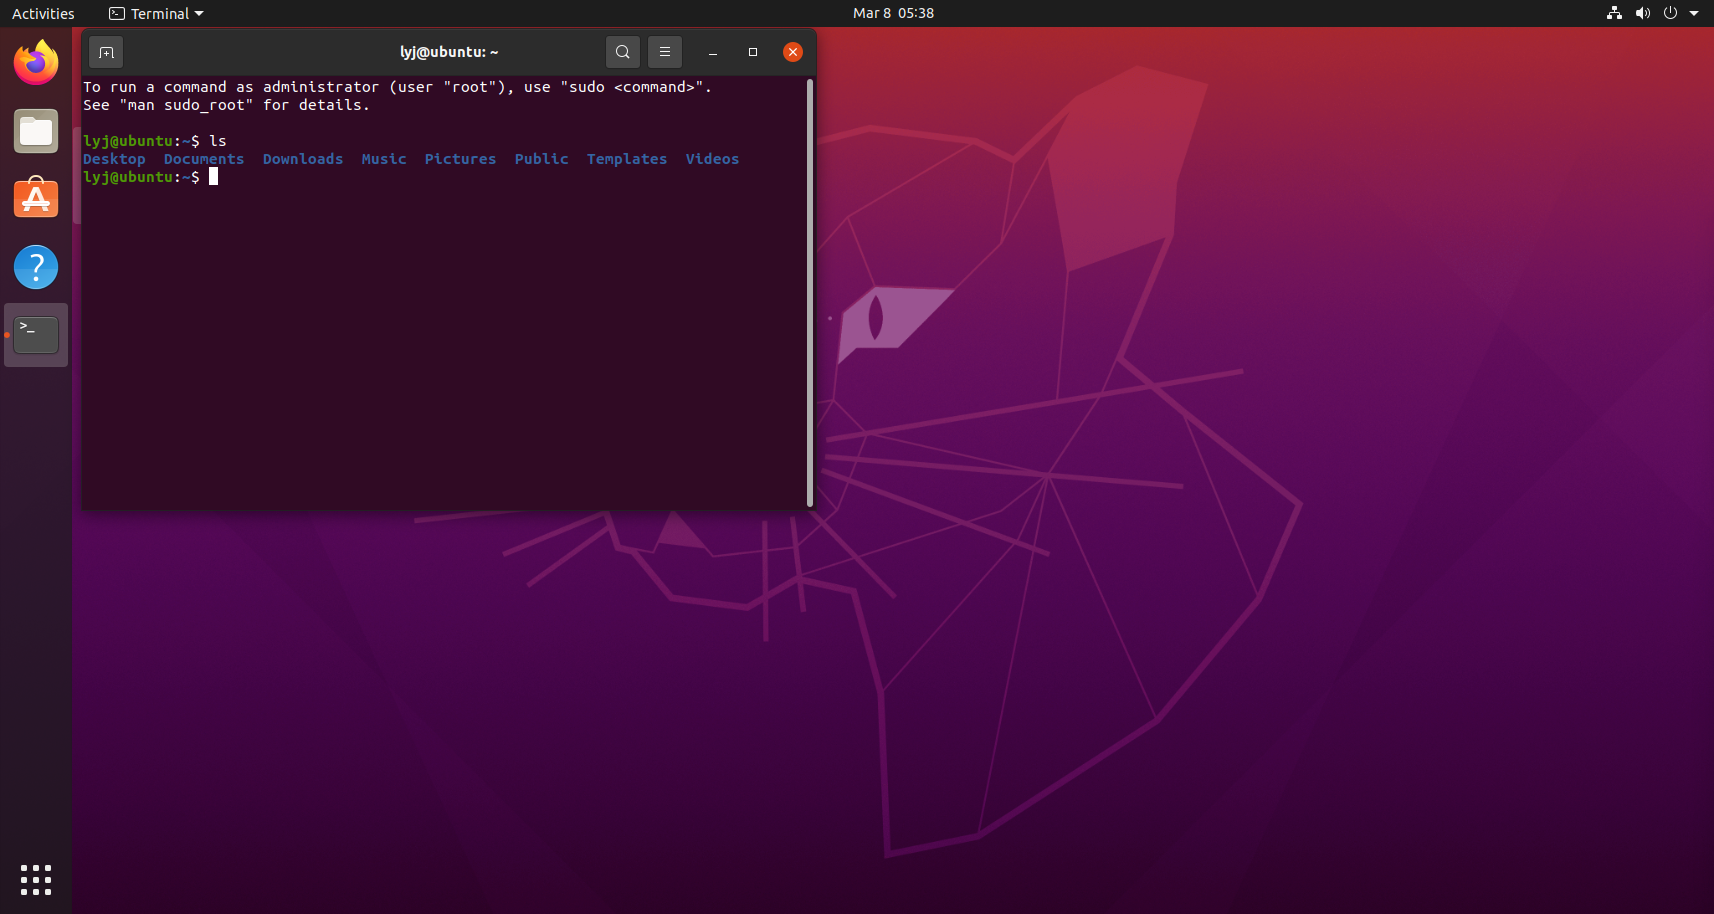 Activities Terminal Mar 8 05:38
lyj@ubuntu: ~
To run a command as administrator (user "root"), use "sudo <command>".
See "man sudo_root" for details.
lyj@ubuntu:~$ ls
Desktop Documents Downloads Music Pictures Public Templates Videos
lyj@ubuntu:~$